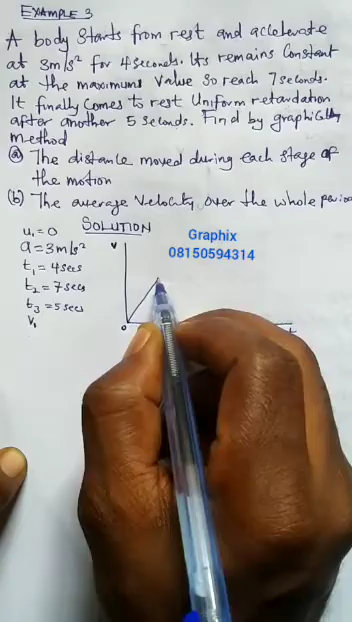 EXAMPLE 3
A body starts from rest and accelerate
at 3m/s² for 4seconds. Its remains Constant
at the maximums value so reach 7seconds.
It finally comes to rest Uniform retardation
after another 5 seconds. Find by graphically
method
(a) The distance moved during each stage of
the motion
(b) The average velocity over the whole period
SOLUTION
u₁ = 0
a = 3m/s²
t₁ = 4secs
t₂ = 7secs
t₃ = 5secs
V₁
V
0
t
Graphix
08150594314